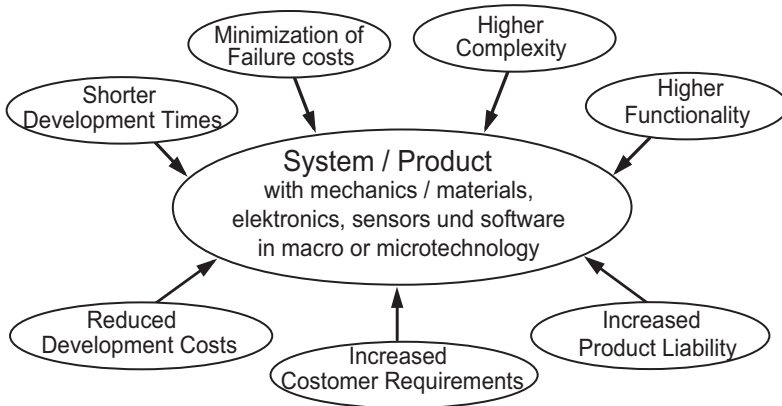 Minimization of
Failure costs
Higher
Complexity
Shorter
Development Times
Higher
Functionality
System / Product
with mechanics / materials,
elektronics, sensors und software
in macro or microtechnology
Reduced
Development Costs
Increased
Customer Requirements
Increased
Product Liability